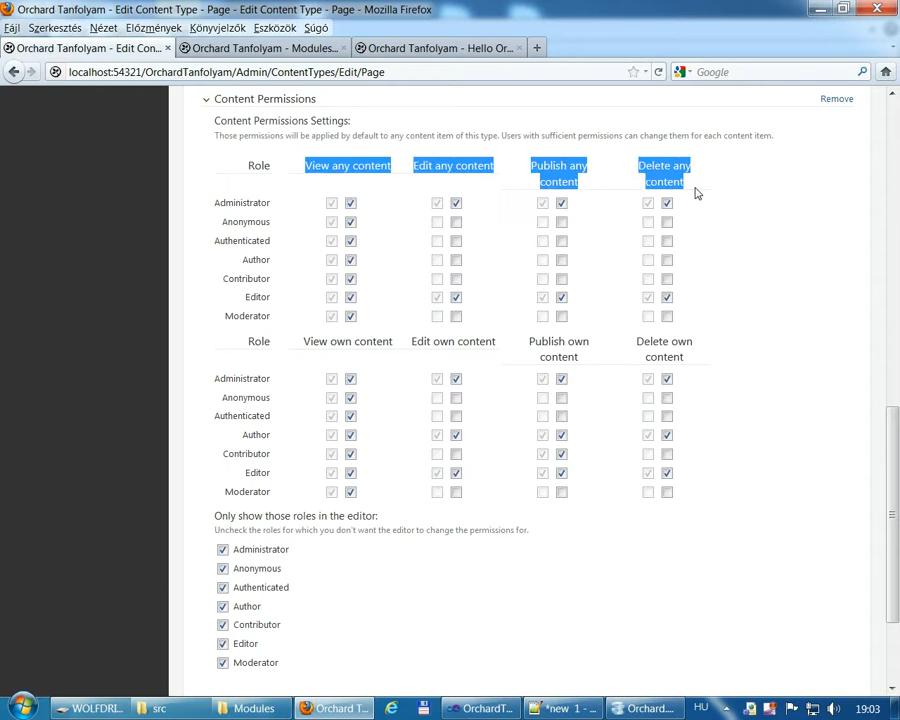 Orchard Tanfolyam - Edit Content Type - Page - Edit Content Type - Page - Mozilla Firefox
Fájl Szerkesztés Nézet Előzmények Könyvjelzők Eszközök Súgó
Orchard Tanfolyam - Edit Con... × Orchard Tanfolyam - Modules... × Orchard Tanfolyam - Hello Or... × +
localhost:54321/OrchardTanfolyam/Admin/ContentTypes/Edit/Page Google
Content Permissions Remove
Content Permissions Settings:
Those permissions will be applied by default to any content item of this type. Users with sufficient permissions can change them for each content item.
Role View any content Edit any content Publish any content Delete any content
Administrator
Anonymous
Authenticated
Author
Contributor
Editor
Moderator
Role View own content Edit own content Publish own content Delete own content
Administrator
Anonymous
Authenticated
Author
Contributor
Editor
Moderator
Only show those roles in the editor:
Uncheck the roles for which you don't want the editor to change the permissions for.
Administrator
Anonymous
Authenticated
Author
Contributor
Editor
Moderator
WOLFDRI... src Modules Orchard T... OrchardT... *new 1 - ... Orchard.... HU 19:03